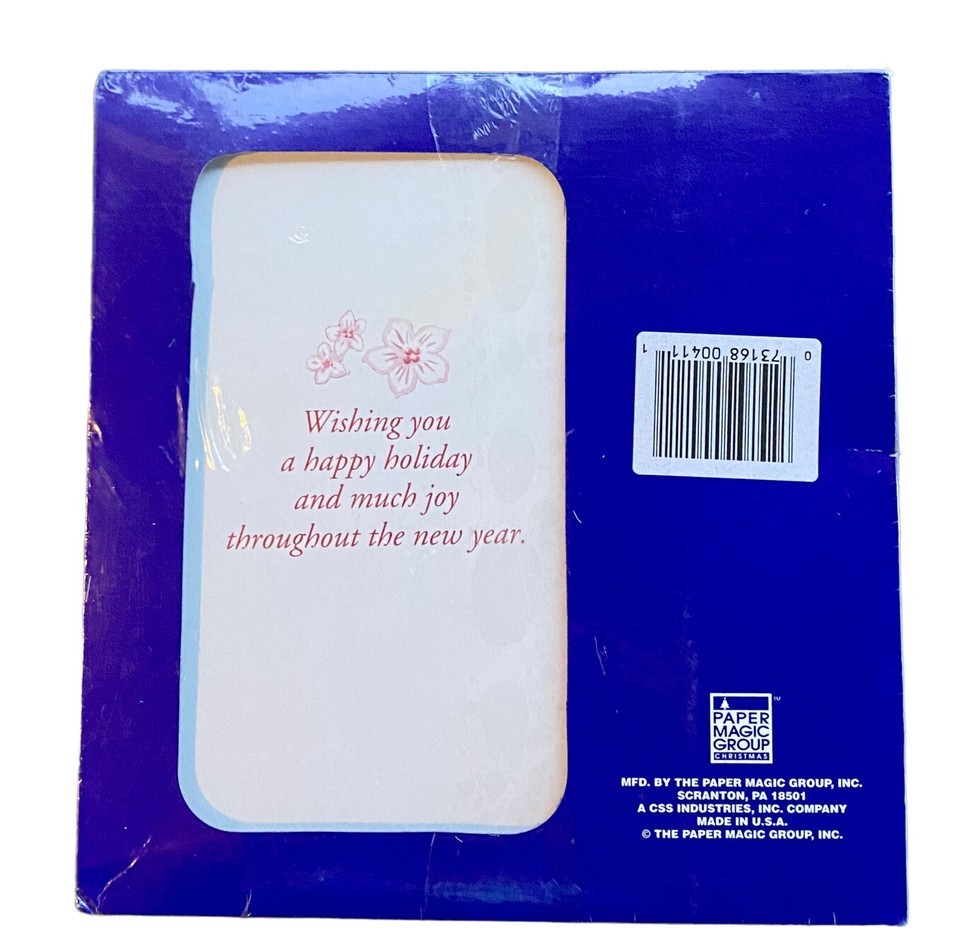 Wishing you
a happy holiday
and much joy
throughout the new year.
0 73168 00411 1
PAPER
MAGIC
GROUP
CHRISTMAS
TM
MFD. BY THE PAPER MAGIC GROUP, INC.
SCRANTON, PA 18501
A CSS INDUSTRIES, INC. COMPANY
MADE IN U.S.A.
© THE PAPER MAGIC GROUP, INC.